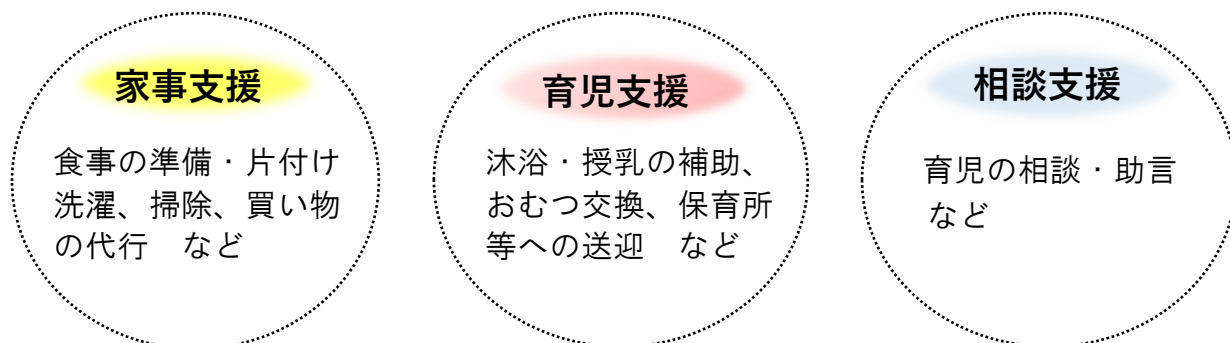 家事支援
食事の準備・片付け
洗濯、掃除、買い物
の代行　など
育児支援
沐浴・授乳の補助、
おむつ交換、保育所
等への送迎　など
相談支援
育児の相談・助言
など